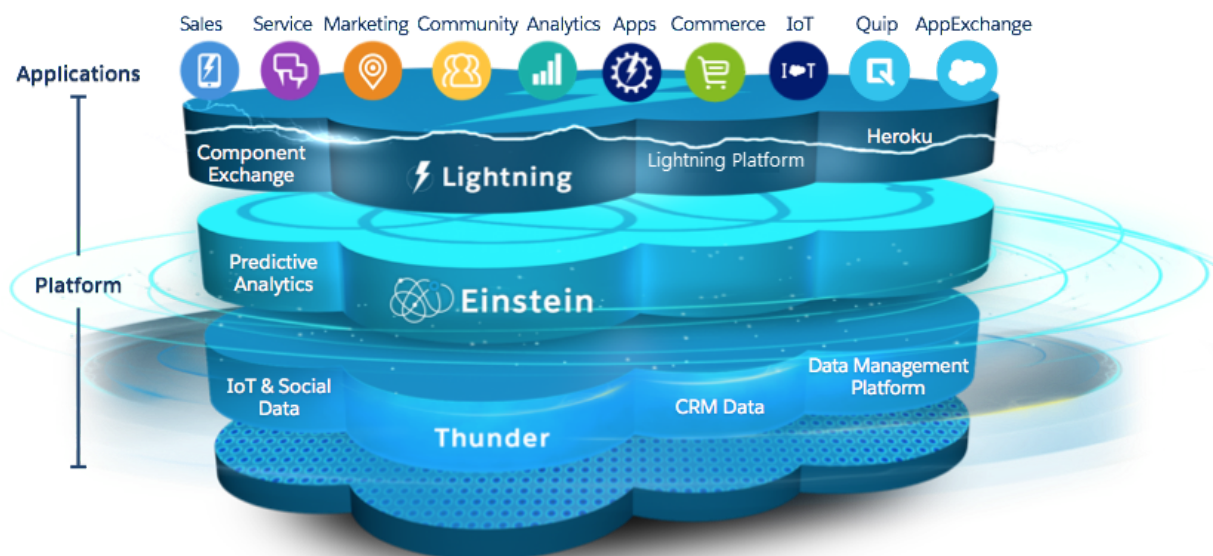 Sales Service Marketing Community Analytics Apps Commerce IoT Quip AppExchange
Applications
I T
Component
Exchange
Lightning
Lightning Platform
Heroku
Platform
Predictive
Analytics
Einstein
IoT & Social
Data
Thunder
CRM Data
Data Management
Platform